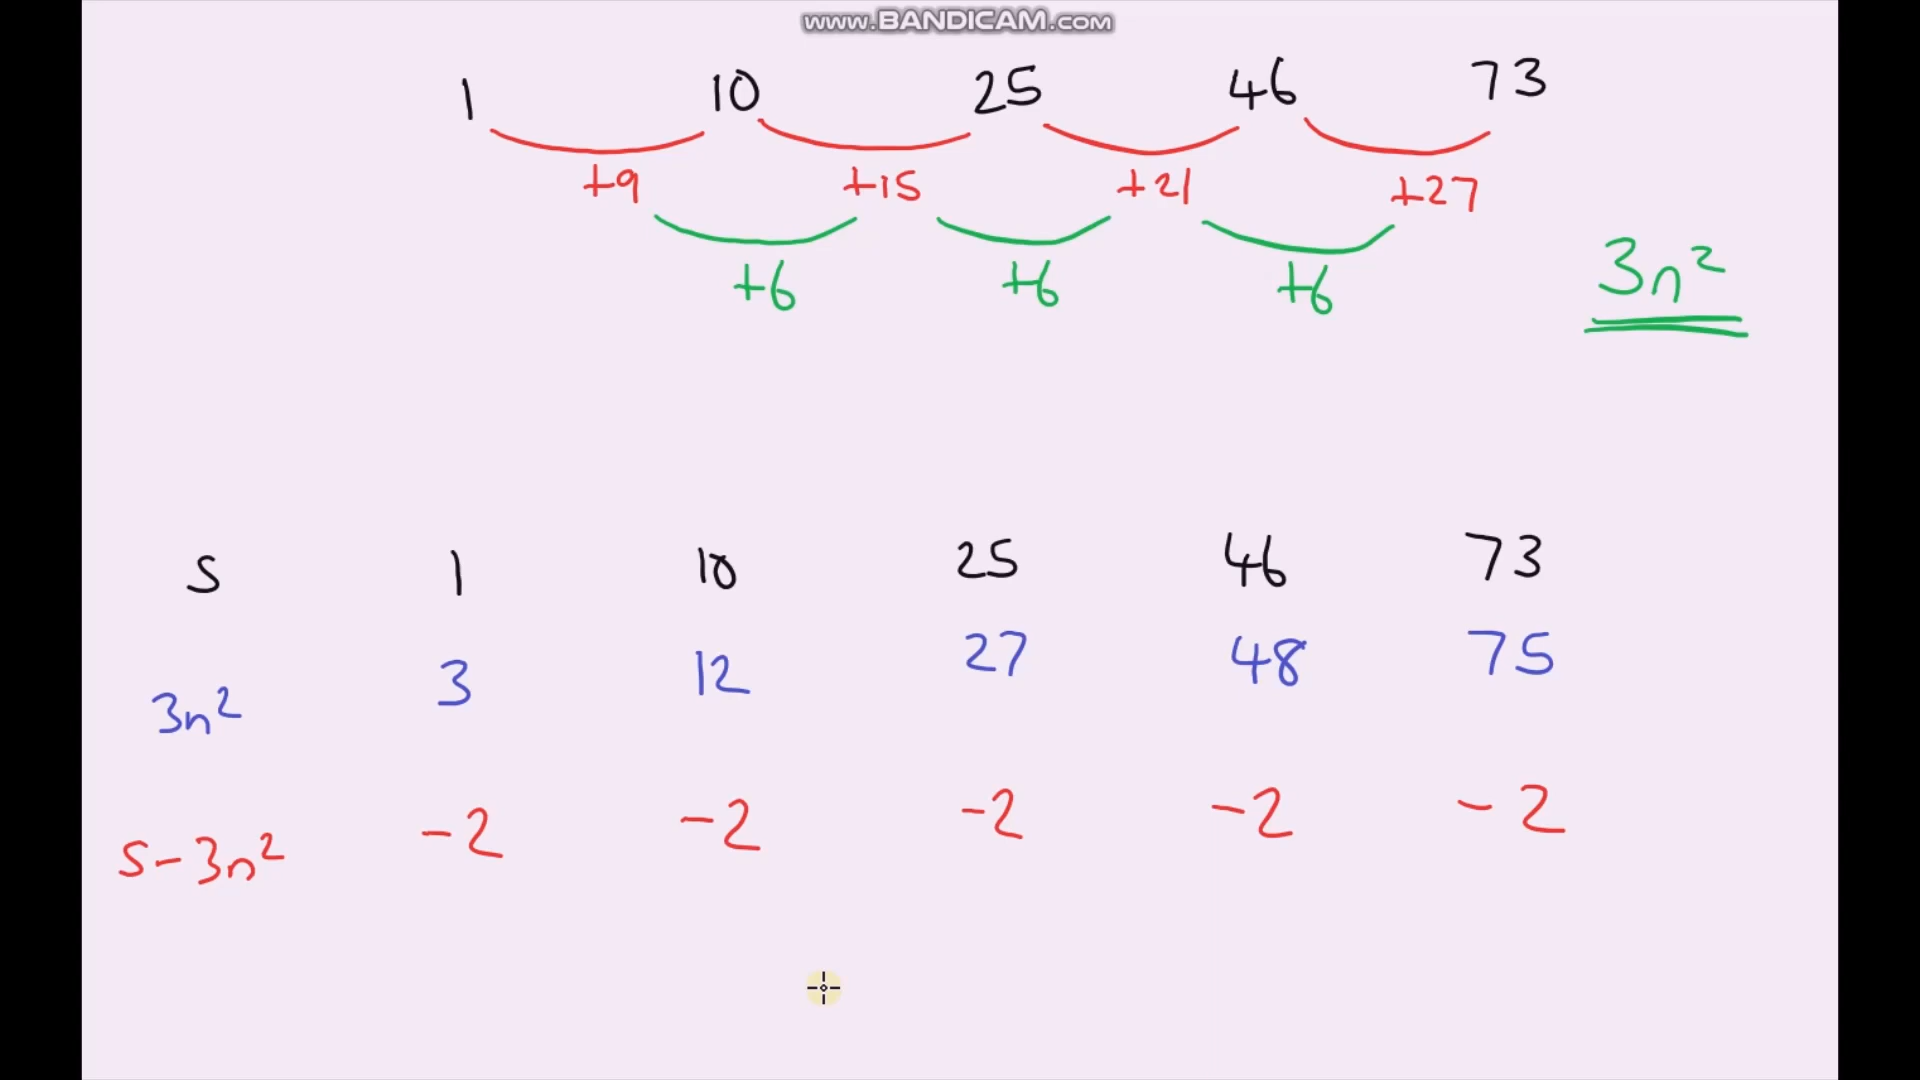 www.BANDICAM.com
1 10 25 46 73
+9 +15 +21 +27
+6 +6 +6 3n²
S 1 10 25 46 73
3n² 3 12 27 48 75
S-3n² -2 -2 -2 -2 -2